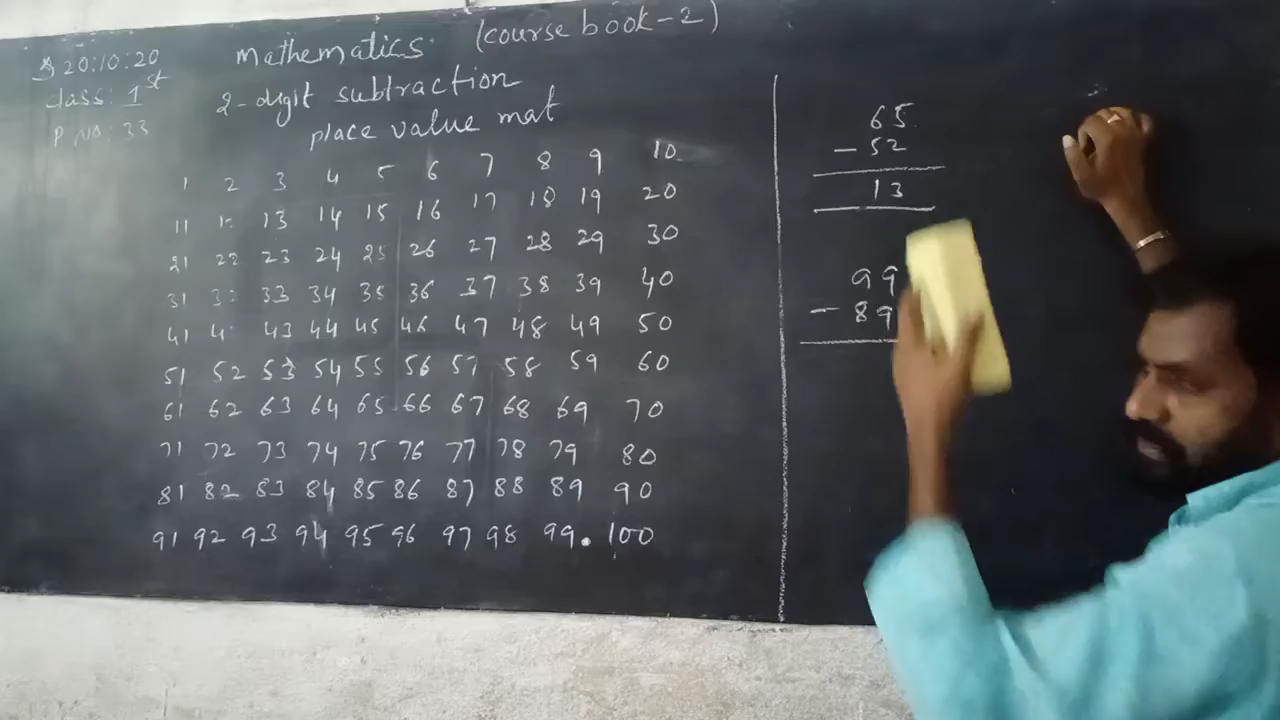 20:10:20
Mathematics (course book-2)
class: 1st
2-digit subtraction
P NO: 33
place value mat
1 2 3 4 5 6 7 8 9 10
11 13 14 15 16 17 18 19 20
21 22 23 24 25 26 27 28 29 30
31 32 33 34 35 36 37 38 39 40
41 43 44 45 46 47 48 49 50
51 52 53 54 55 56 57 58 59 60
61 62 63 64 65 66 67 68 69 70
71 72 73 74 75 76 77 78 79 80
81 82 83 84 85 86 87 88 89 90
91 92 93 94 95 96 97 98 99. 100
65
- 52
13
99
- 89